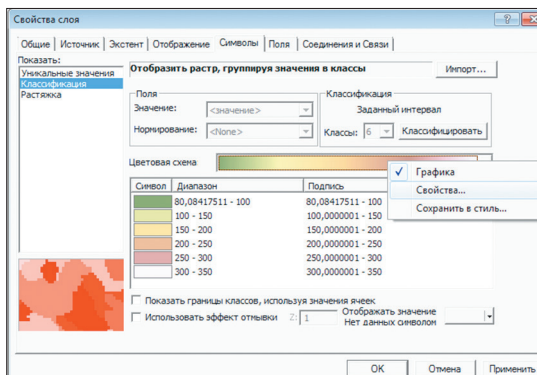 Свойства слоя
Общие Источник Экстент Отображение Символы Поля Соединения и Связи
Показать:
Уникальные значения
Классификация
Растяжка
Отобразить растр, группируя значения в классы
Импорт...
Поля
Значение: <значение>
Нормирование: <None>
Классификация
Заданный интервал
Классы: 6 Классифицировать
Цветовая схема
Графика
Свойства...
Сохранить в стиль...
Символ Диапазон Подпись
80,08417511 - 100 80,08417511 - 100
100 - 150 100,0000001 - 150
150 - 200 150,0000001 - 200
200 - 250 200,0000001 - 250
250 - 300 250,0000001 - 300
300 - 350 300,0000001 - 350
Показать границы классов, используя значения ячеек
Использовать эффект отмывки Z: 1
Отображать значение
Нет данных символом
OK Отмена Применить